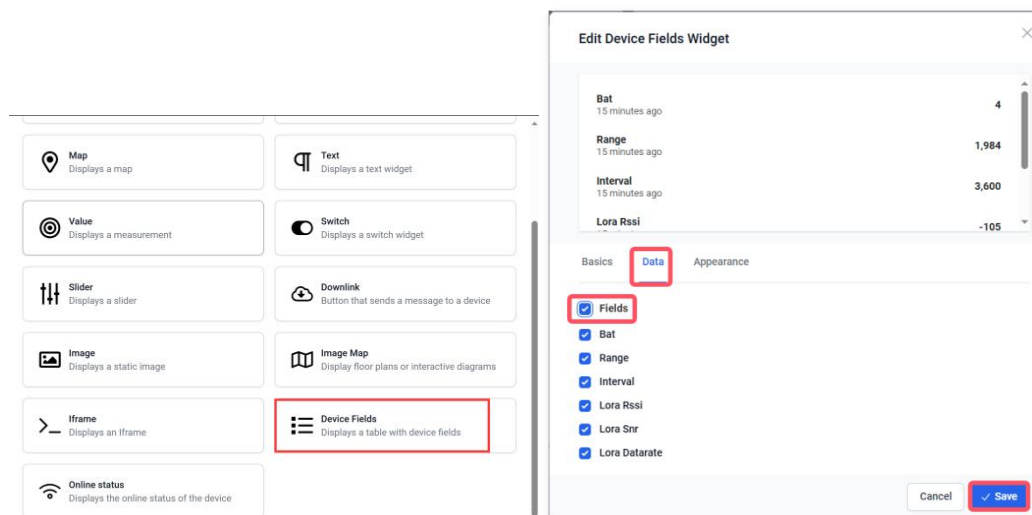 Map
Displays a map
Text
Displays a text widget
Value
Displays a measurement
Switch
Displays a switch widget
Slider
Displays a slider
Downlink
Button that sends a message to a device
Image
Displays a static image
Image Map
Display floor plans or interactive diagrams
Iframe
Displays an Iframe
Device Fields
Displays a table with device fields
Online status
Displays the online status of the device
Edit Device Fields Widget
Bat
15 minutes ago
4
Range
15 minutes ago
1,984
Interval
15 minutes ago
3,600
Lora Rssi
-105
Basics Data Appearance
Fields
Bat
Range
Interval
Lora Rssi
Lora Snr
Lora Datarate
Cancel Save